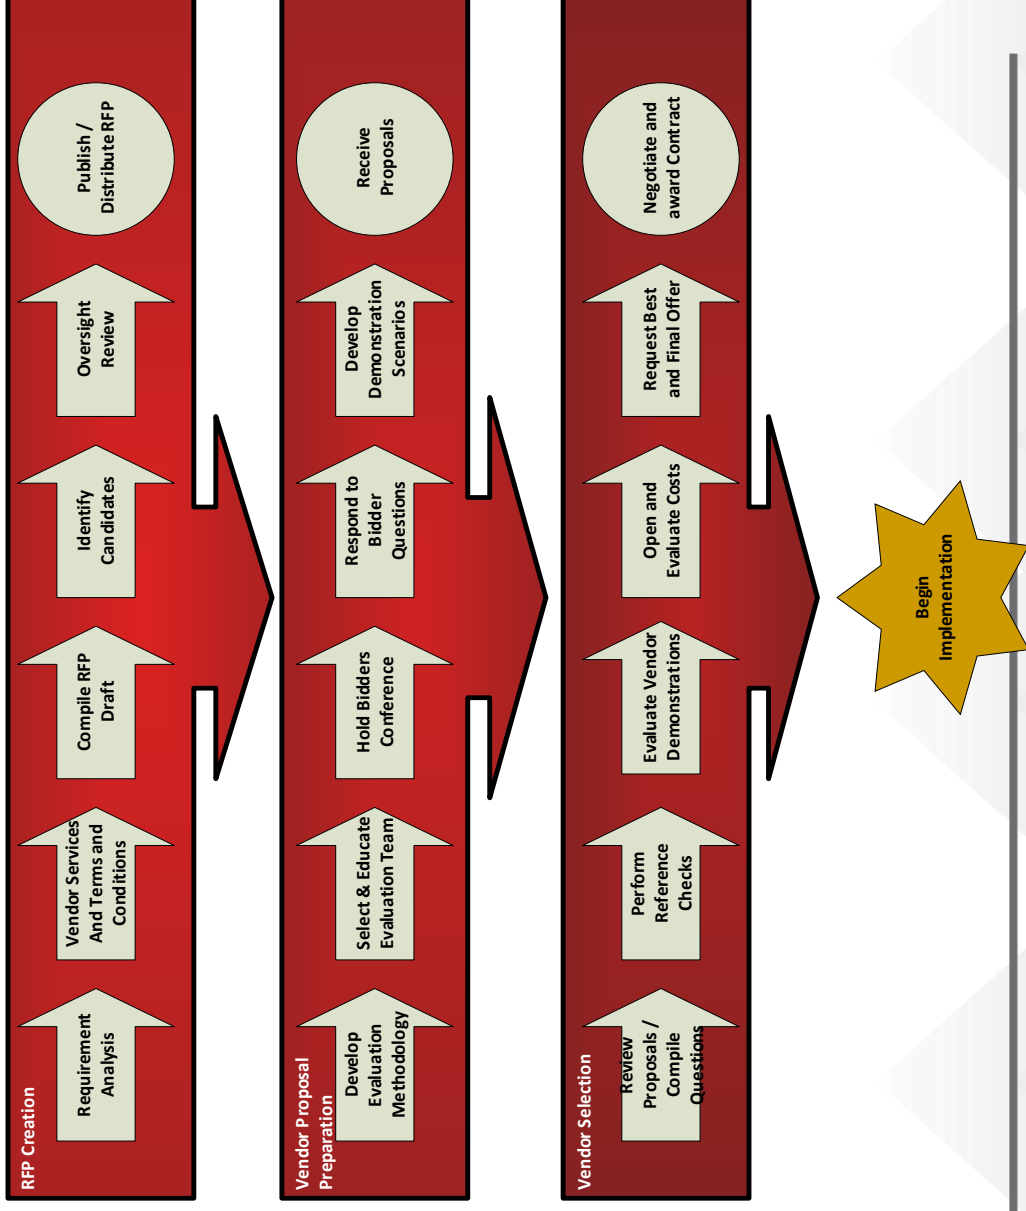 RFP Creation
Requirement
Analysis
Vendor Services
And Terms and
Conditions
Compile RFP
Draft
Identify
Candidates
Oversight
Review
Publish /
Distribute RFP
Vendor Proposal
Preparation
Develop
Evaluation
Methodology
Select & Educate
Evaluation Team
Hold Bidders
Conference
Respond to
Bidder
Questions
Develop
Demonstration
Scenarios
Receive
Proposals
Vendor Selection
Review
Proposals /
Compile
Questions
Perform
Reference
Checks
Evaluate Vendor
Demonstrations
Open and
Evaluate Costs
Request Best
and Final Offer
Negotiate and
award Contract
Begin
Implementation